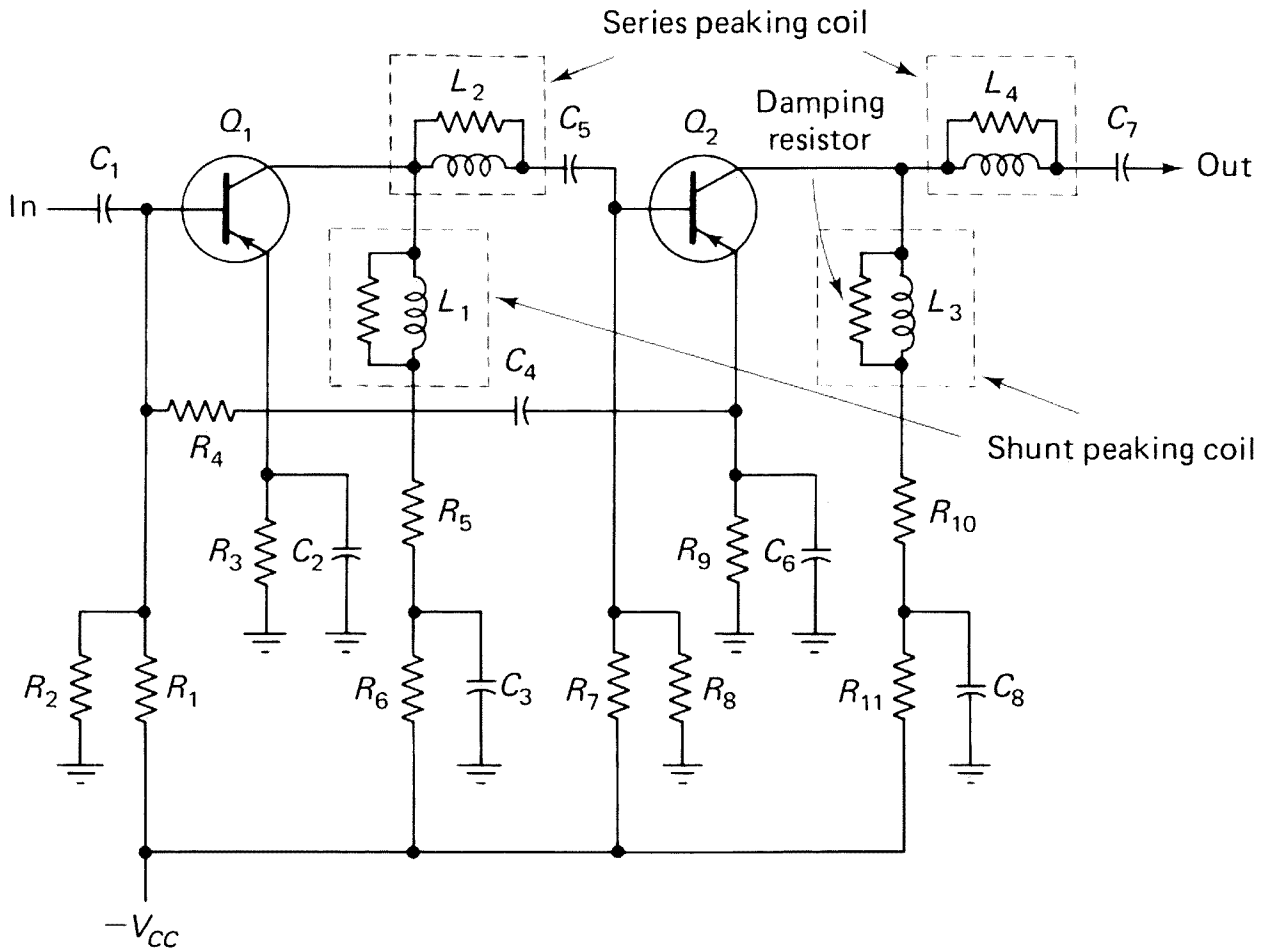 Series peaking coil
L2
L4
Damping
resistor
Q1
C5
Q2
C7
C1
In
Out
L1
L3
C4
R4
Shunt peaking coil
R5
R10
R3
C2
R9
C6
R2
R1
R6
C3
R7
R8
R11
C8
−VCC